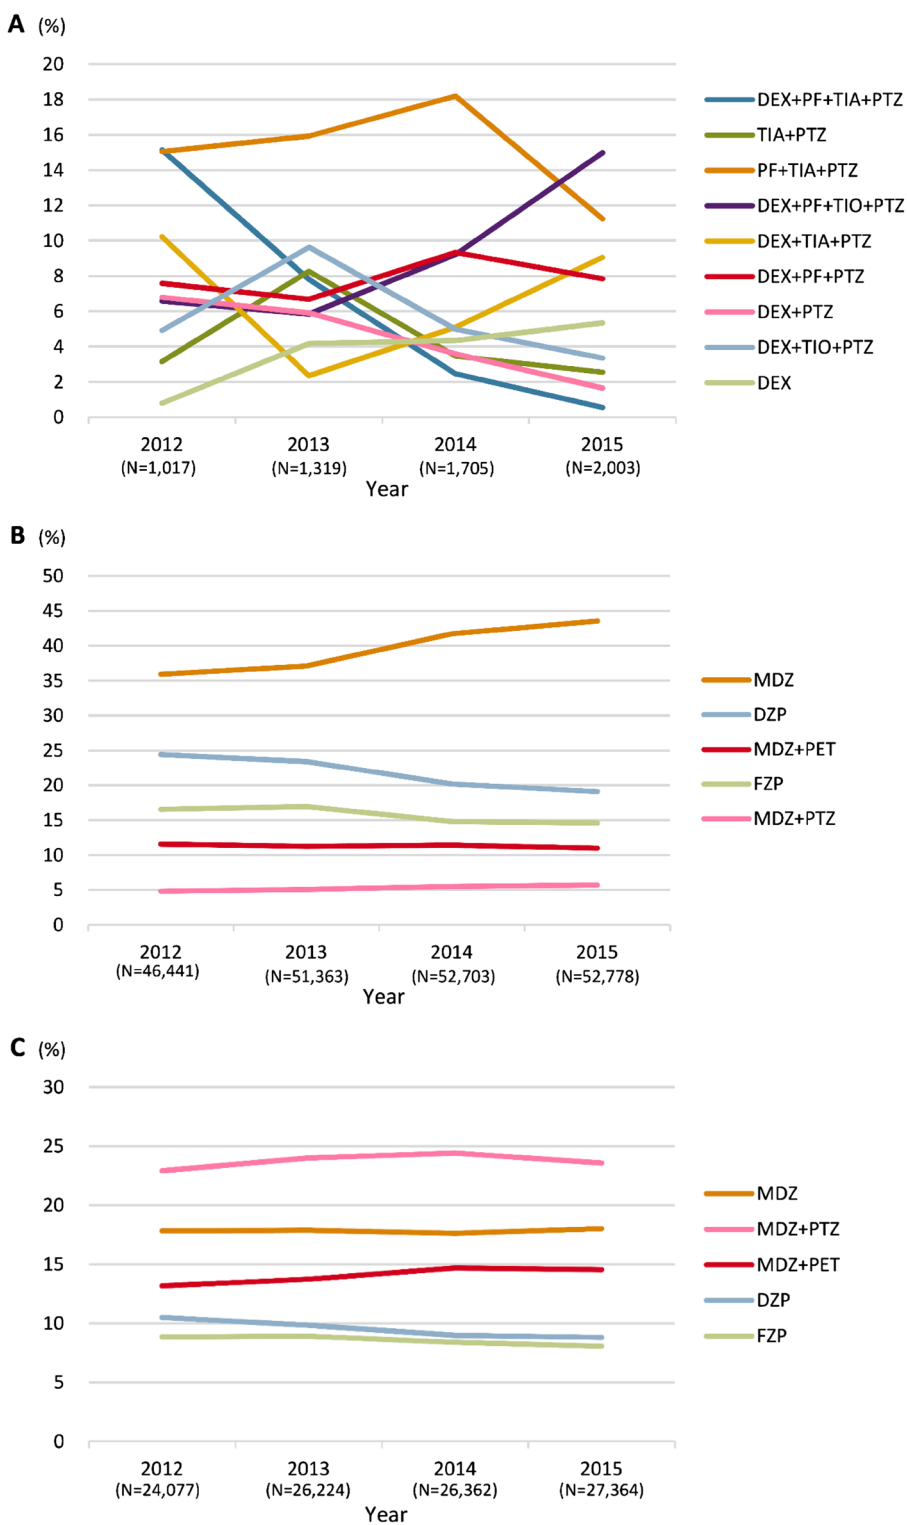 A (%)
20
18
16
14
12
10
8
6
4
2
0
DEX+PF+TIA+PTZ
TIA+PTZ
PF+TIA+PTZ
DEX+PF+TIO+PTZ
DEX+TIA+PTZ
DEX+PF+PTZ
DEX+PTZ
DEX+TIO+PTZ
DEX
2012 2013 2014 2015
(N=1,017) (N=1,319) (N=1,705) (N=2,003)
Year
B (%)
50
45
40
35
30
25
20
15
10
5
0
MDZ
DZP
MDZ+PET
FZP
MDZ+PTZ
2012 2013 2014 2015
(N=46,441) (N=51,363) (N=52,703) (N=52,778)
Year
C (%)
30
25
20
15
10
5
0
MDZ
MDZ+PTZ
MDZ+PET
DZP
FZP
2012 2013 2014 2015
(N=24,077) (N=26,224) (N=26,362) (N=27,364)
Year